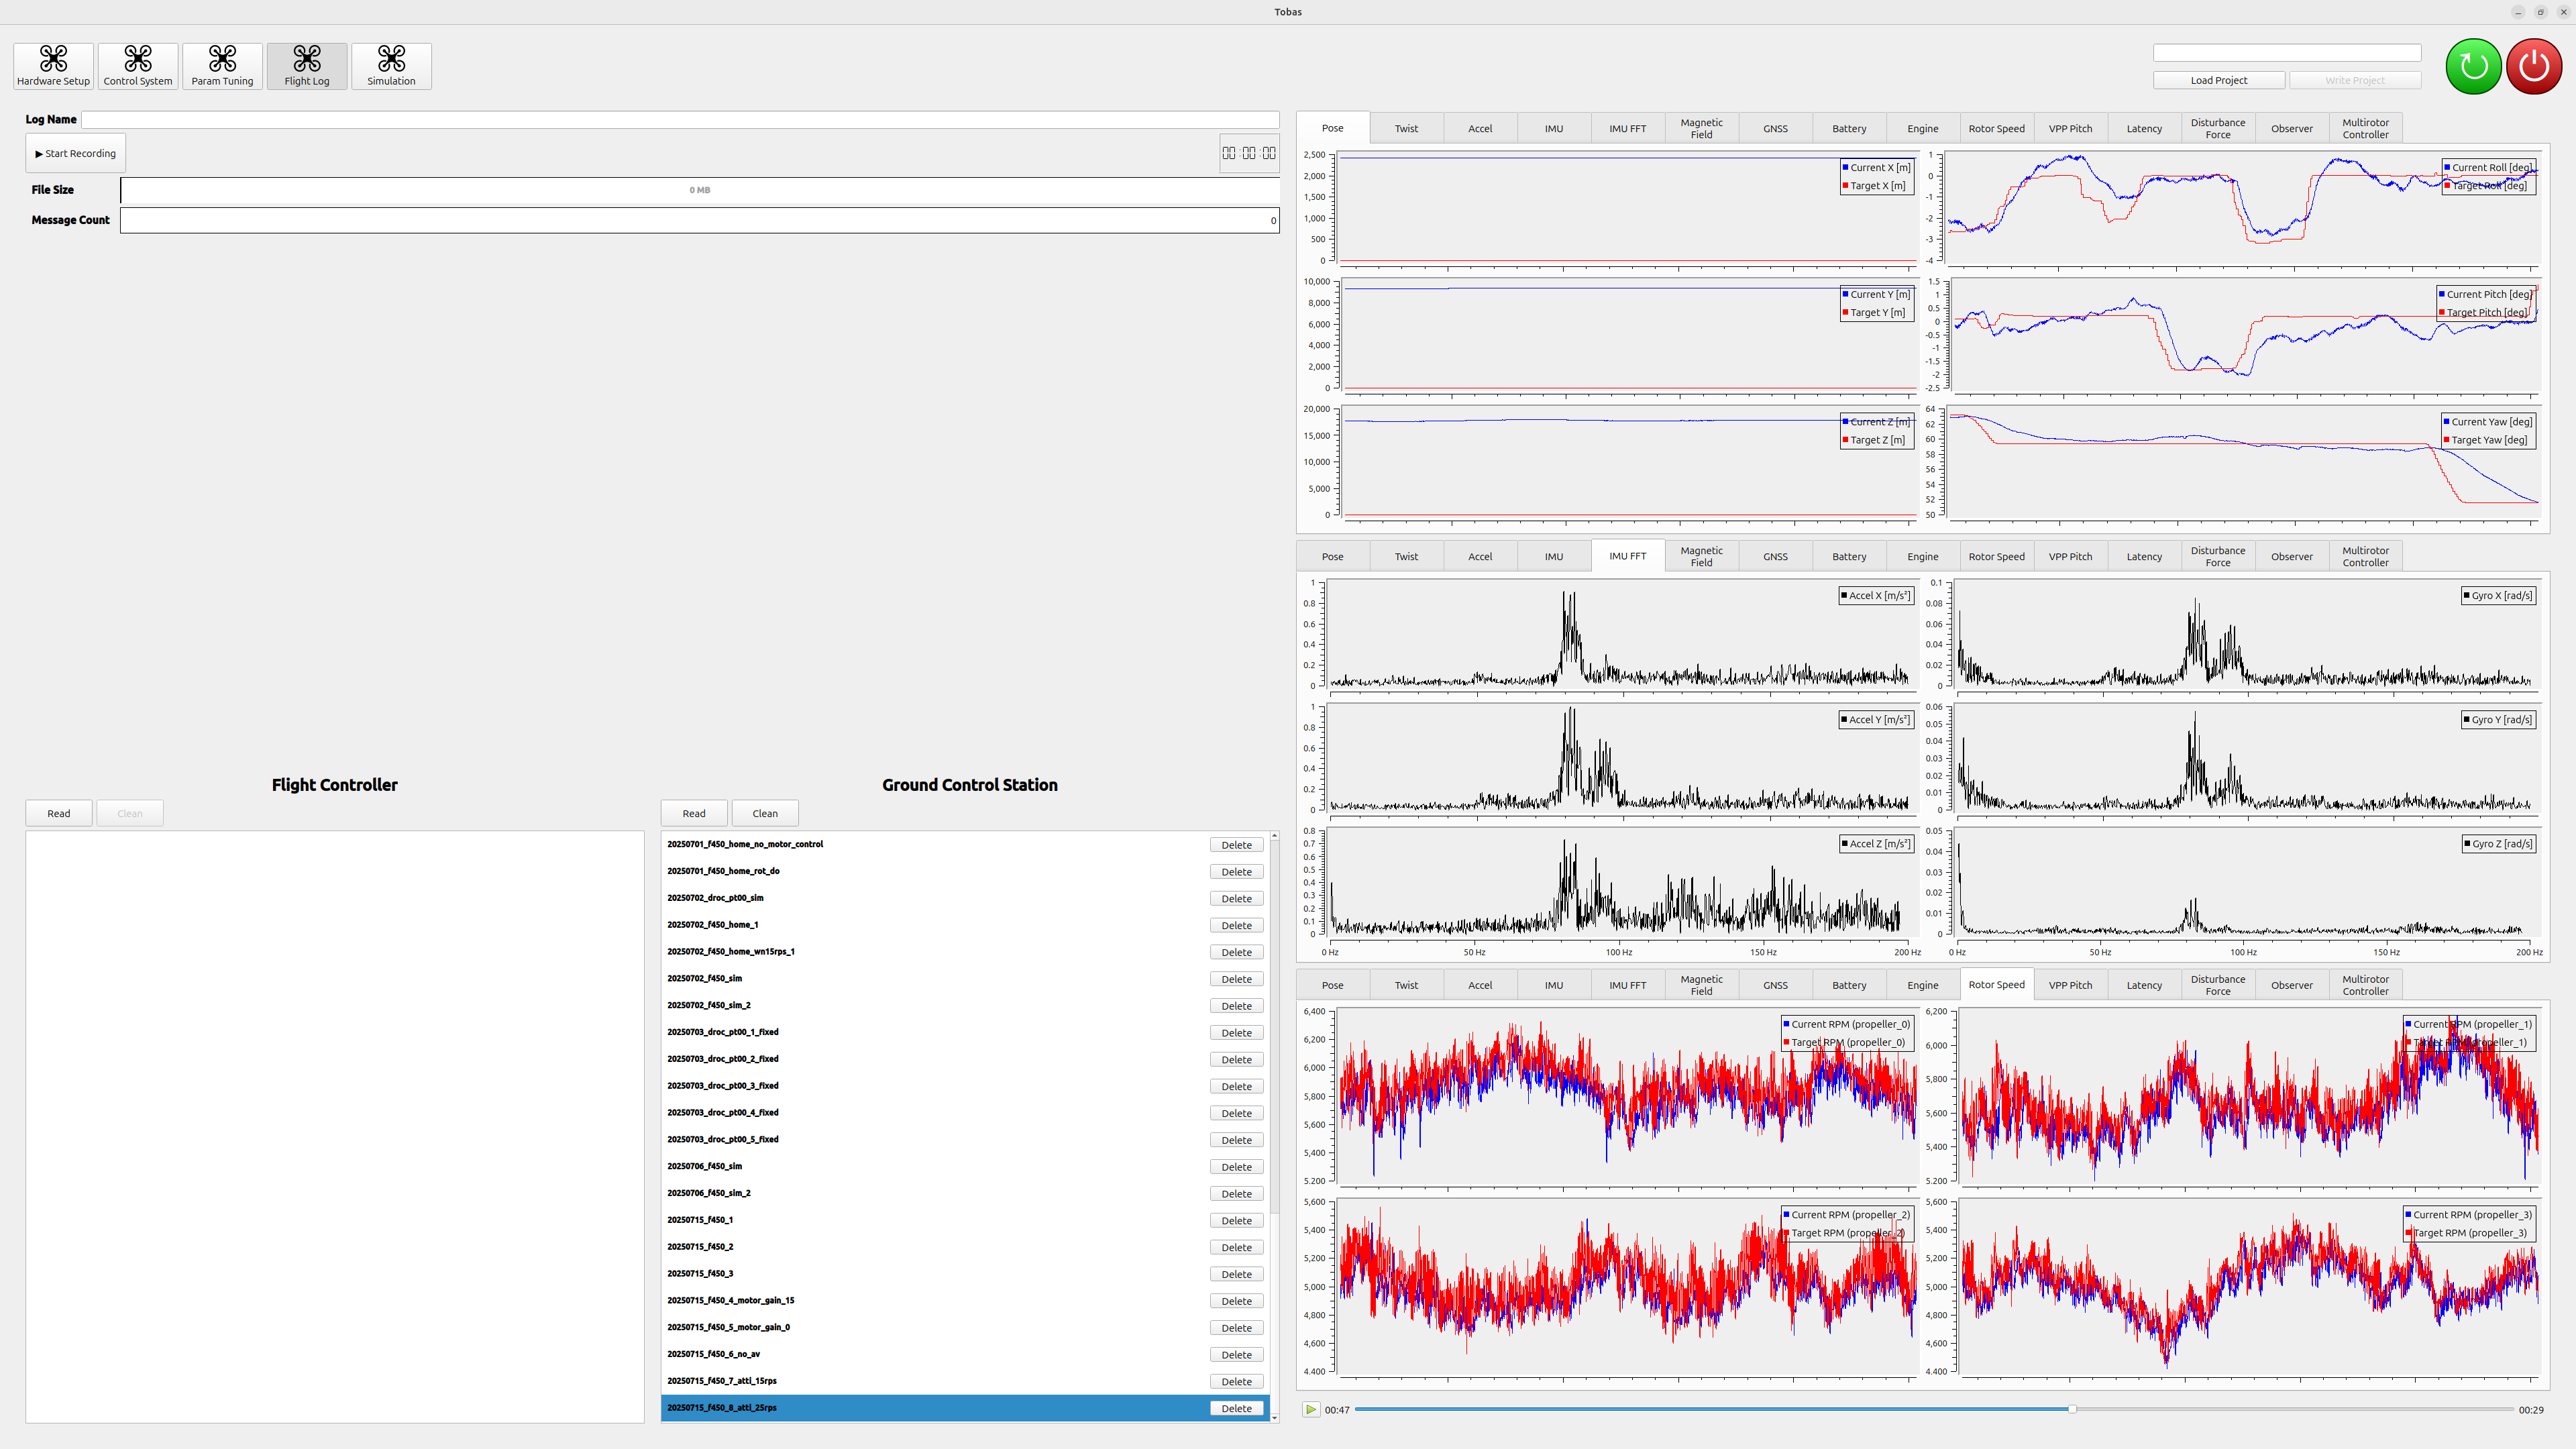 Tobas
Hardware Setup
Control System
Param Tuning
Flight Log
Simulation
Load Project
Write Project
Log Name
▶ Start Recording
00:00:00
File Size
0 MB
Message Count
0
Flight Controller
Read
Clean
Ground Control Station
Read
Clean
20250701_f450_home_no_motor_control Delete
20250701_f450_home_rot_do Delete
20250702_droc_pt00_sim Delete
20250702_f450_home_1 Delete
20250702_f450_home_wn15rps_1 Delete
20250702_f450_sim Delete
20250702_f450_sim_2 Delete
20250703_droc_pt00_1_fixed Delete
20250703_droc_pt00_2_fixed Delete
20250703_droc_pt00_3_fixed Delete
20250703_droc_pt00_4_fixed Delete
20250703_droc_pt00_5_fixed Delete
20250706_f450_sim Delete
20250706_f450_sim_2 Delete
20250715_f450_1 Delete
20250715_f450_2 Delete
20250715_f450_3 Delete
20250715_f450_4_motor_gain_15 Delete
20250715_f450_5_motor_gain_0 Delete
20250715_f450_6_no_av Delete
20250715_f450_7_atti_15rps Delete
20250715_f450_8_atti_25rps Delete
Pose Twist Accel IMU IMU FFT Magnetic Field GNSS Battery Engine Rotor Speed VPP Pitch Latency Disturbance Force Observer Multirotor Controller
2,500
2,000
1,500
1,000
500
0
Current X [m]
Target X [m]
1
0
-1
-2
-3
-4
Current Roll [deg]
Target Roll [deg]
10,000
8,000
6,000
4,000
2,000
0
Current Y [m]
Target Y [m]
1.5
1
0.5
0
-0.5
-1
-1.5
-2
-2.5
Current Pitch [deg]
Target Pitch [deg]
20,000
15,000
10,000
5,000
0
Current Z [m]
Target Z [m]
64
62
60
58
56
54
52
50
Current Yaw [deg]
Target Yaw [deg]
Pose Twist Accel IMU IMU FFT Magnetic Field GNSS Battery Engine Rotor Speed VPP Pitch Latency Disturbance Force Observer Multirotor Controller
1
0.8
0.6
0.4
0.2
0
Accel X [m/s²]
0.1
0.08
0.06
0.04
0.02
0
Gyro X [rad/s]
1
0.8
0.6
0.4
0.2
0
Accel Y [m/s²]
0.06
0.05
0.04
0.03
0.02
0.01
0
Gyro Y [rad/s]
0.8
0.7
0.6
0.5
0.4
0.3
0.2
0.1
0
Accel Z [m/s²]
0 Hz 50 Hz 100 Hz 150 Hz 200 Hz
0.05
0.04
0.03
0.02
0.01
0
Gyro Z [rad/s]
0 Hz 50 Hz 100 Hz 150 Hz 200 Hz
Pose Twist Accel IMU IMU FFT Magnetic Field GNSS Battery Engine Rotor Speed VPP Pitch Latency Disturbance Force Observer Multirotor Controller
6,400
6,200
6,000
5,800
5,600
5,400
5,200
Current RPM (propeller_0)
Target RPM (propeller_0)
6,200
6,000
5,800
5,600
5,400
5,200
Current RPM (propeller_1)
Target RPM (propeller_1)
5,600
5,400
5,200
5,000
4,800
4,600
4,400
Current RPM (propeller_2)
Target RPM (propeller_2)
5,600
5,400
5,200
5,000
4,800
4,600
4,400
Current RPM (propeller_3)
Target RPM (propeller_3)
00:47
00:29